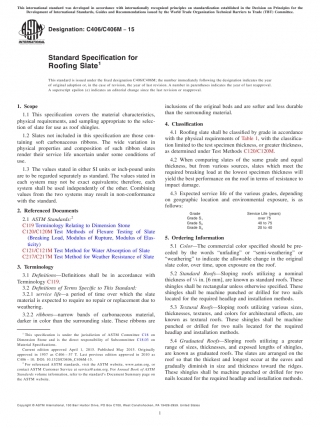 This international standard was developed in accordance with internationally recognized principles on standardization established in the Decision on Principles for the
Development of International Standards, Guides and Recommendations issued by the World Trade Organization Technical Barriers to Trade (TBT) Committee.
INTERNATIONAL
Designation: C406/C406M − 15
Standard Specification for
Roofing Slate1
This standard is issued under the fixed designation C406/C406M; the number immediately following the designation indicates the year
of original adoption or, in the case of revision, the year of last revision. A number in parentheses indicates the year of last reapproval.
A superscript epsilon (ε) indicates an editorial change since the last revision or reapproval.
1. Scope
1.1 This specification covers the material characteristics,
physical requirements, and sampling appropriate to the selec-
tion of slate for use as roof shingles.
1.2 Slates not included in this specification are those con-
taining soft carbonaceous ribbons. The wide variation in
physical properties and composition of such ribbon slates
render their service life uncertain under some conditions of
use.
1.3 The values stated in either SI units or inch-pound units
are to be regarded separately as standard. The values stated in
each system may not be exact equivalents; therefore, each
system shall be used independently of the other. Combining
values from the two systems may result in non-conformance
with the standard.
2. Referenced Documents
2.1 ASTM Standards:2
C119 Terminology Relating to Dimension Stone
C120/C120M Test Methods of Flexure Testing of Slate
(Breaking Load, Modulus of Rupture, Modulus of Elas-
ticity)
C121/C121M Test Method for Water Absorption of Slate
C217/C217M Test Method for Weather Resistance of Slate
3. Terminology
3.1 Definitions—Definitions shall be in accordance with
Terminology C119.
3.2 Definitions of Terms Specific to This Standard:
3.2.1 service life—a period of time over which the slate
material is expected to require no repair or replacement due to
weathering.
3.2.2 ribbon—narrow bands of carbonaceous material,
darker in color than the surrounding slate. These ribbons are
1 This specification is under the jurisdiction of ASTM Committee C18 on
Dimension Stone and is the direct responsibility of Subcommittee C18.03 on
Material Specifications.
Current edition approved April 1, 2015. Published May 2015. Originally
approved in 1957 as C406 – 57 T. Last previous edition approved in 2010 as
C406 – 10. DOI: 10.1520/C0406_C0406M-15.
2 For referenced ASTM standards, visit the ASTM website, www.astm.org, or
contact ASTM Customer Service at service@astm.org. For Annual Book of ASTM
Standards volume information, refer to the standard's Document Summary page on
the ASTM website.
inclusions of the original beds and are softer and less durable
than the surrounding material.
4. Classification
4.1 Roofing slate shall be classified by grade in accordance
with the physical requirements of Table 1, with the classifica-
tion limited to the test specimen thickness, or greater thickness,
as determined under Test Methods C120/C120M.
4.2 When comparing slates of the same grade and equal
thickness, but from various sources, slates which meet the
required breaking load at the lowest specimen thickness will
yield the best performance on the roof in terms of resistance to
impact damage.
4.3 Expected service life of the various grades, depending
on geographic location and environmental exposure, is as
follows:
Grade Service Life (years)
Grade S1 over 75
Grade S2 40 to 75
Grade S3 20 to 40
5. Ordering Information
5.1 Color—The commercial color specified should be pre-
ceded by the words "unfading" or "semi-weathering" or
"weathering" to indicate the allowable change in the original
slate color, over time, upon exposure on the roof.
5.2 Standard Roofs—Sloping roofs utilizing a nominal
thickness of ¼ in. [6 mm], are known as standard roofs. These
shingles shall be rectangular unless otherwise specified. These
shingles shall be machine punched or drilled for two nails
located for the required headlap and installation methods.
5.3 Textural Roofs—Sloping roofs utilizing various sizes,
thicknesses, textures, and colors for architectural effects, are
known as textural roofs. These shingles shall be machine
punched or drilled for two nails located for the required
headlap and installation methods.
5.4 Graduated Roofs—Sloping roofs utilizing a greater
range of sizes, thicknesses, and exposed lengths of shingles,
are known as graduated roofs. The slates are arranged on the
roof so that the thickest and longest occur at the eaves and
gradually diminish in size and thickness toward the ridges.
These shingles shall be machine punched or drilled for two
nails located for the required headlap and installation methods.
Copyright © ASTM International, 100 Barr Harbor Drive, PO Box C700, West Conshohocken, PA 19428-2959. United States
1